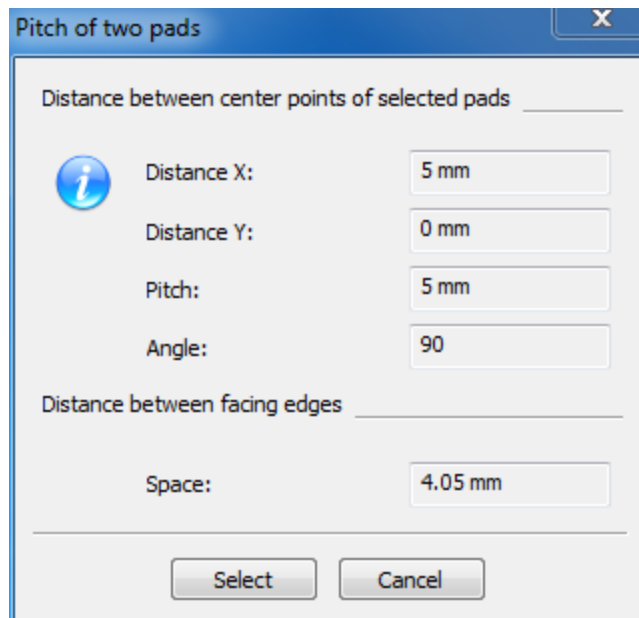 Pitch of two pads
X
Distance between center points of selected pads
i
Distance X: 5 mm
Distance Y: 0 mm
Pitch: 5 mm
Angle: 90
Distance between facing edges
Space: 4.05 mm
Select Cancel